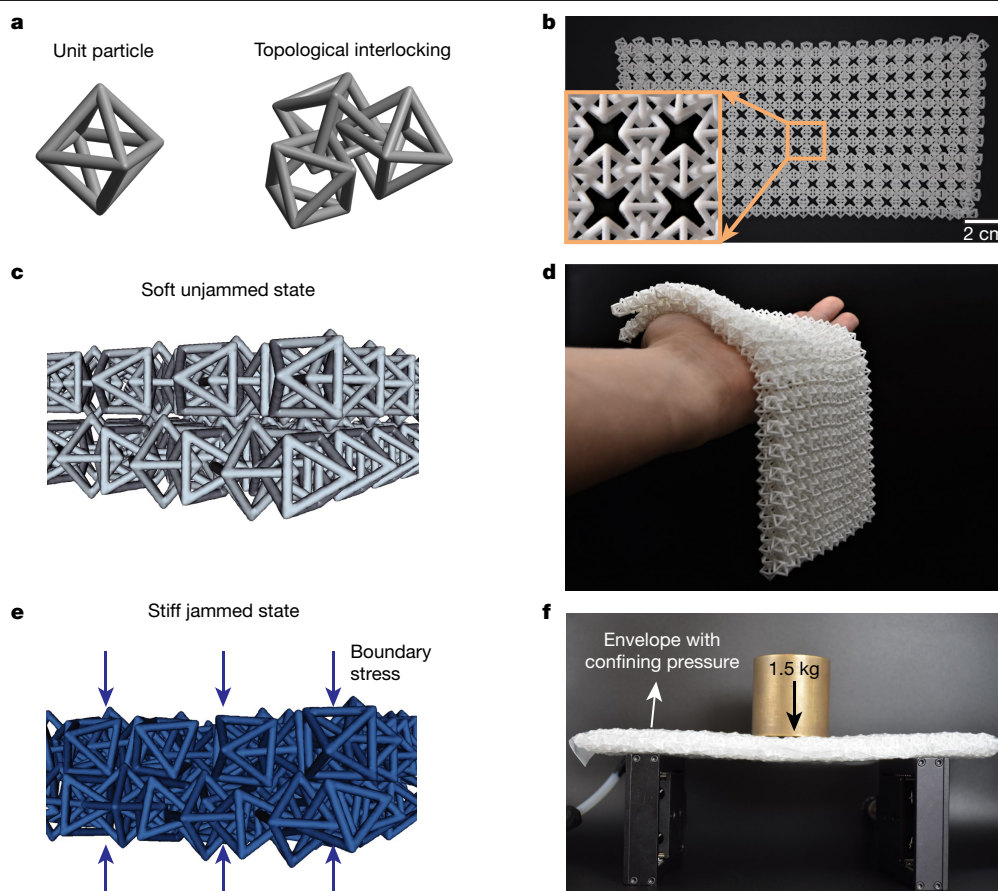 a
Unit particle
Topological interlocking
b
2 cm
c
Soft unjammed state
d
e
Stiff jammed state
Boundary
stress
f
Envelope with
confining pressure
1.5 kg